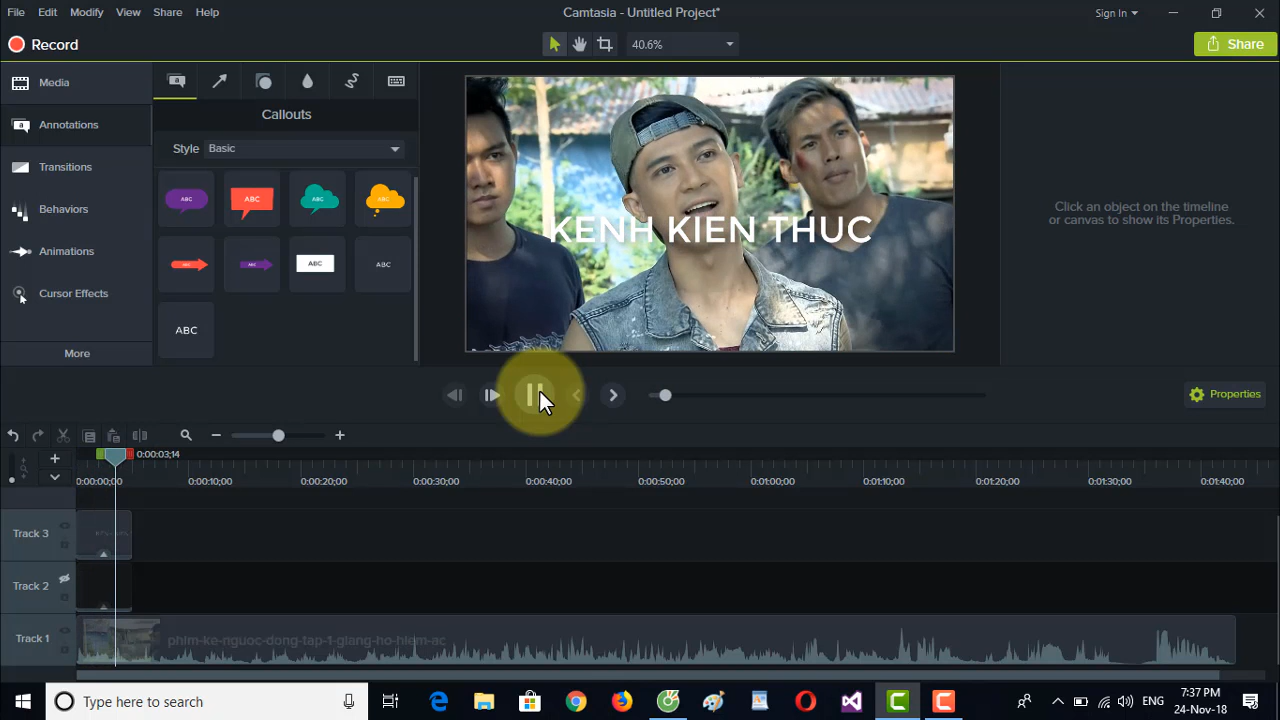 File Edit Modify View Share Help
Camtasia - Untitled Project*
Sign In
Record
40.6%
Share
Media
Annotations
Transitions
Behaviors
Animations
Cursor Effects
More
Callouts
Style Basic
ABC ABC ABC ABC
ABC ABC ABC ABC
ABC
KENH KIEN THUC
Click an object on the timeline
or canvas to show its Properties.
Properties
0:00:03;14
0:00:00;00 0:00:10;00 0:00:20;00 0:00:30;00 0:00:40;00 0:00:50;00 0:01:00;00 0:01:10;00 0:01:20;00 0:01:30;00 0:01:40;00
Track 3
Track 2
Track 1
phim-ke-nguoc-dong-tap-1-giang-ho-hiem-ac
Type here to search
ENG
7:37 PM
24-Nov-18